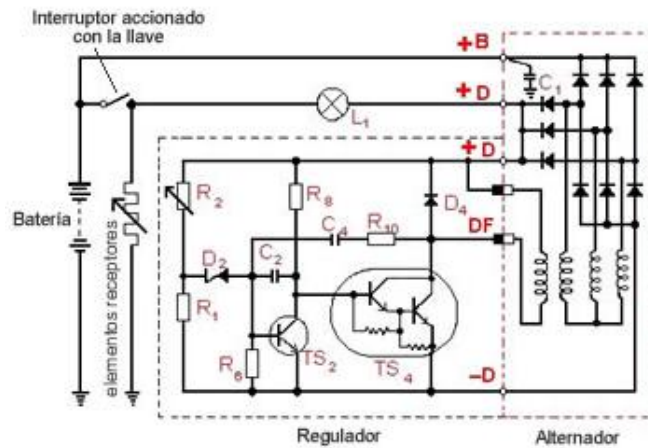 Interruptor accionado
con la llave
+B
C1
+D
L1
+D
R2
R8
D4
Batería
C4
R10
DF
D2
C2
R1
elementos receptores
R6
TS2
TS4
–D
Regulador
Alternador